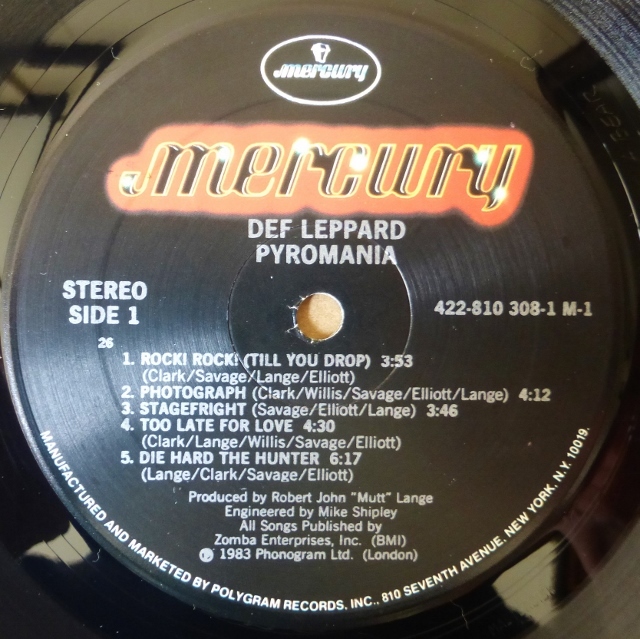 mercury
mercury
DEF LEPPARD
PYROMANIA
STEREO
SIDE 1
422-810 308-1 M-1
26
1. ROCK! ROCK! (TILL YOU DROP) 3:53
(Clark/Savage/Lange/Elliott)
2. PHOTOGRAPH (Clark/Willis/Savage/Elliott/Lange) 4:12
3. STAGEFRIGHT (Savage/Elliott/Lange) 3:46
4. TOO LATE FOR LOVE 4:30
(Clark/Lange/Willis/Savage/Elliott)
5. DIE HARD THE HUNTER 6:17
(Lange/Clark/Savage/Elliott)
Produced by Robert John "Mutt" Lange
Engineered by Mike Shipley
All Songs Published by
Zomba Enterprises, Inc. (BMI)
℗ 1983 Phonogram Ltd. (London)
MANUFACTURED AND MARKETED BY POLYGRAM RECORDS, INC., 810 SEVENTH AVENUE, NEW YORK, N.Y. 10019.